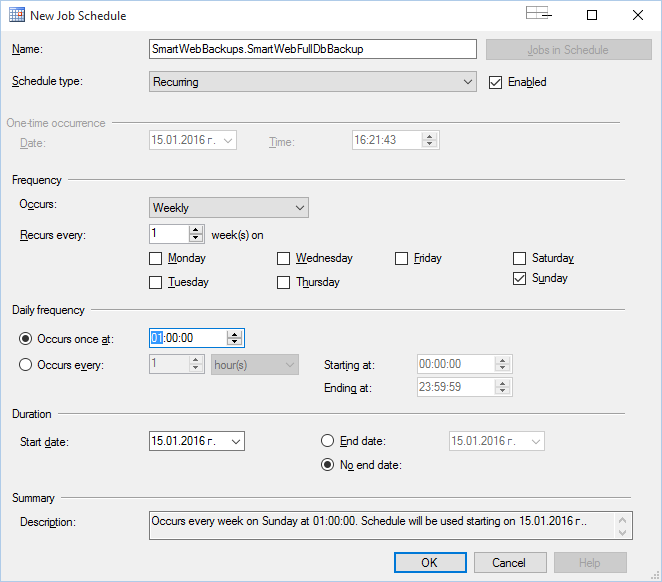 New Job Schedule
Name: SmartWebBackups.SmartWebFullDbBackup Jobs in Schedule
Schedule type: Recurring Enabled
One-time occurrence
Date: 15.01.2016 г. Time: 16:21:43
Frequency
Occurs: Weekly
Recurs every: 1 week(s) on
Monday Wednesday Friday Saturday
Tuesday Thursday Sunday
Daily frequency
Occurs once at: 01:00:00
Occurs every: 1 hour(s) Starting at: 00:00:00
Ending at: 23:59:59
Duration
Start date: 15.01.2016 г. End date: 15.01.2016 г.
No end date:
Summary
Description: Occurs every week on Sunday at 01:00:00. Schedule will be used starting on 15.01.2016 г..
OK Cancel Help